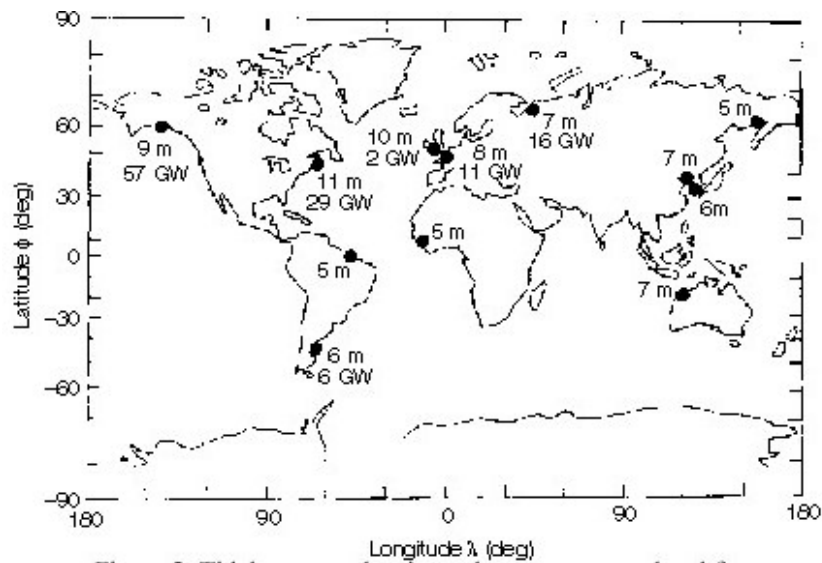 90
60
30
0
−30
−60
−90
Latitude ϕ (deg)
9 m
57 GW
11 m
29 GW
10 m
2 GW
8 m
11 GW
7 m
16 GW
5 m
7 m
6m
5 m
5 m
7 m
6 m
6 GW
180 90 0 90 180
Longitude λ (deg)